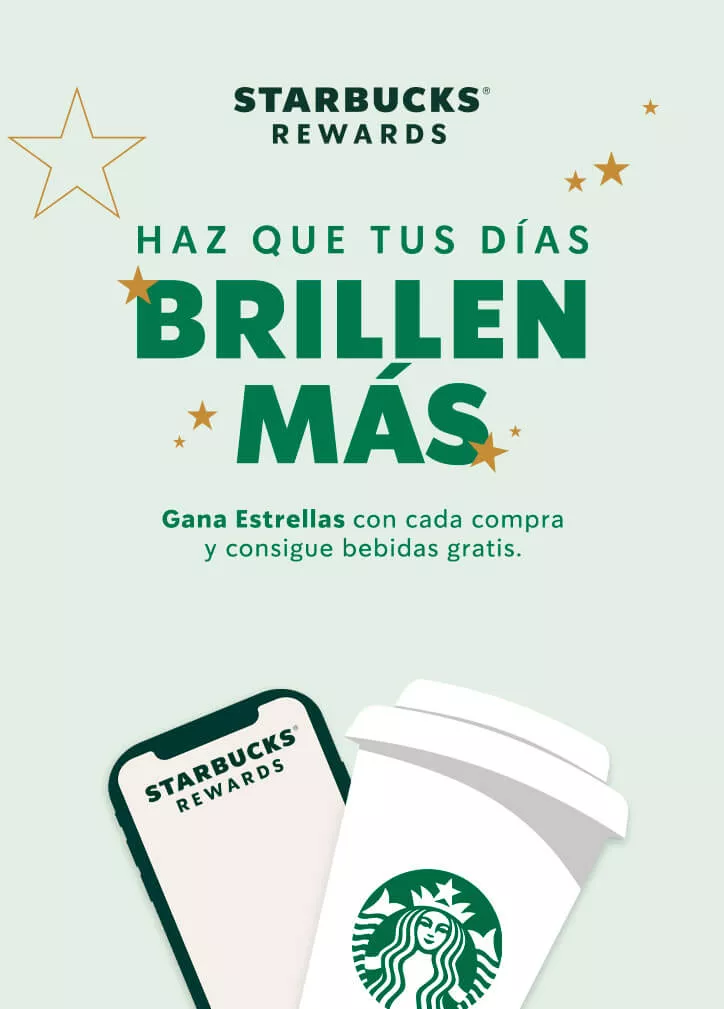 STARBUCKS®
REWARDS
HAZ QUE TUS DÍAS
BRILLEN
MÁS
Gana Estrellas con cada compra
y consigue bebidas gratis.
STARBUCKS®
REWARDS